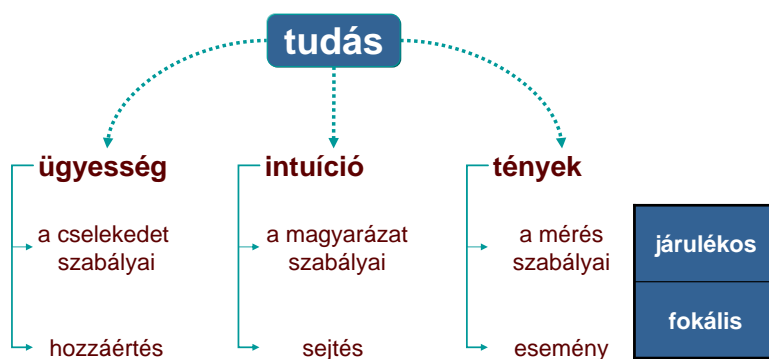 tudás
ügyesség
intuíció
tények
a cselekedet
szabályai
a magyarázat
szabályai
a mérés
szabályai
járulékos
hozzáértés
sejtés
esemény
fokális